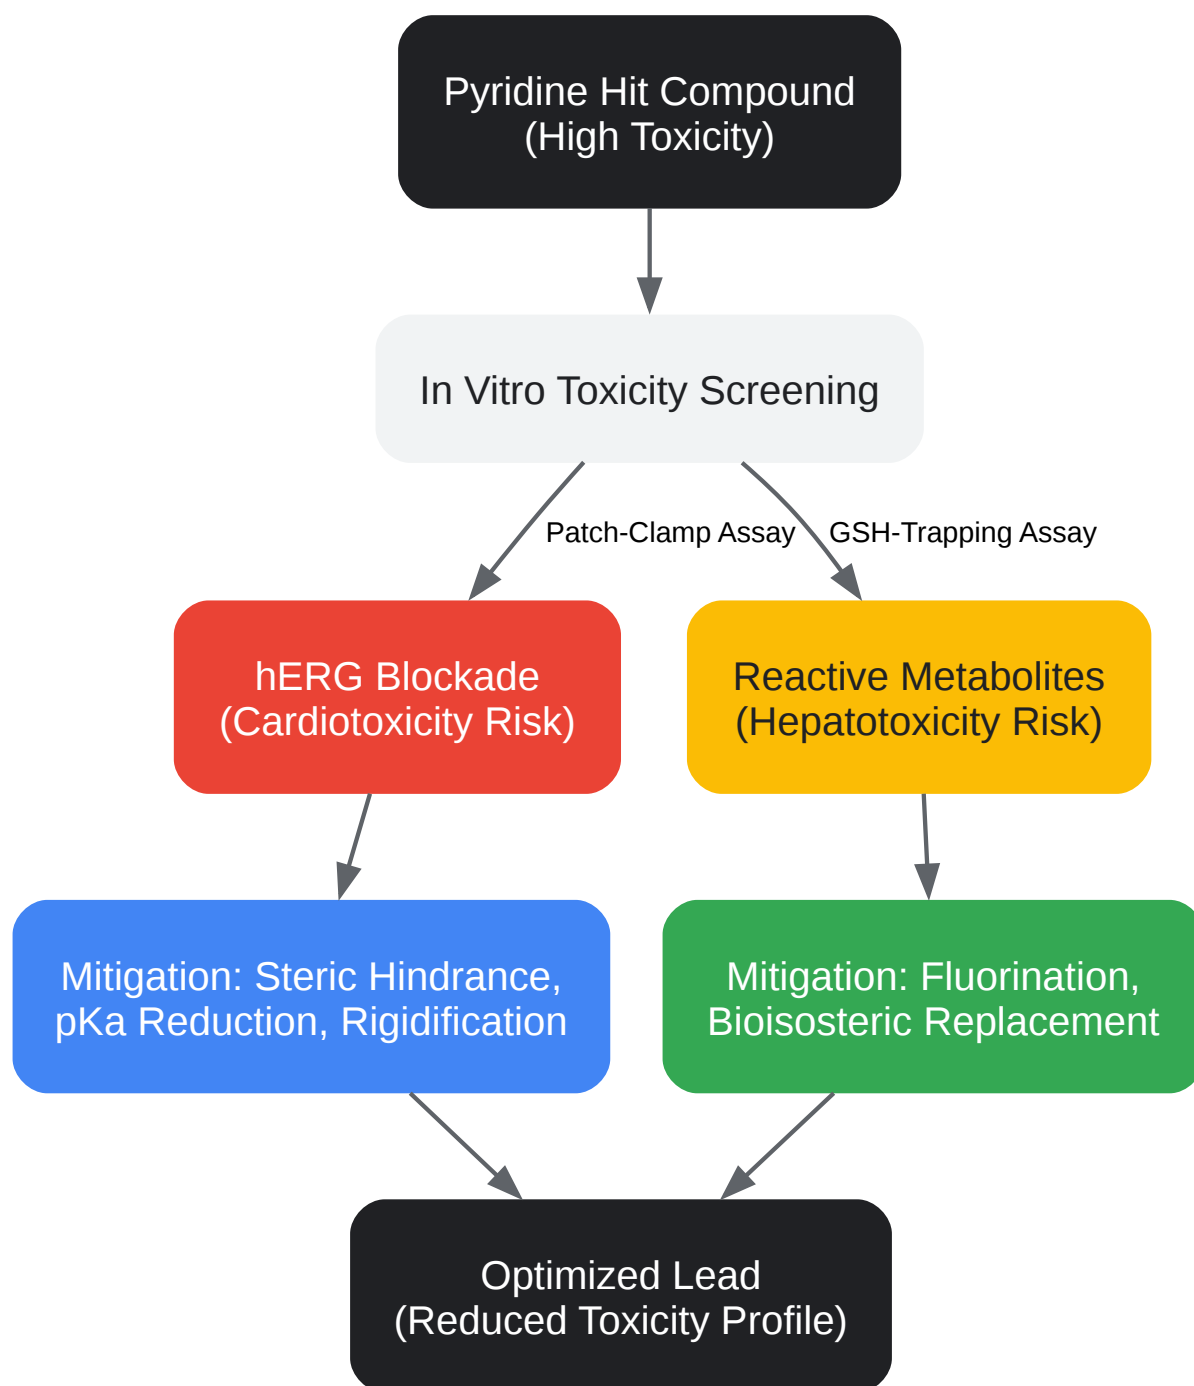 Pyridine Hit Compound
(High Toxicity)
In Vitro Toxicity Screening
Patch-Clamp Assay
GSH-Trapping Assay
hERG Blockade
(Cardiotoxicity Risk)
Reactive Metabolites
(Hepatotoxicity Risk)
Mitigation: Steric Hindrance,
pKa Reduction, Rigidification
Mitigation: Fluorination,
Bioisosteric Replacement
Optimized Lead
(Reduced Toxicity Profile)